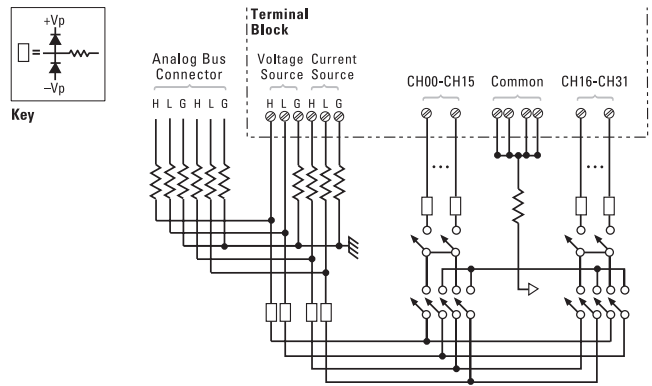 +Vp
=
–Vp
Key
Terminal
Block
Analog Bus
Connector
Voltage
Source
Current
Source
H L G H L G
H L G H L G
CH00-CH15
Common
CH16-CH31
...
...